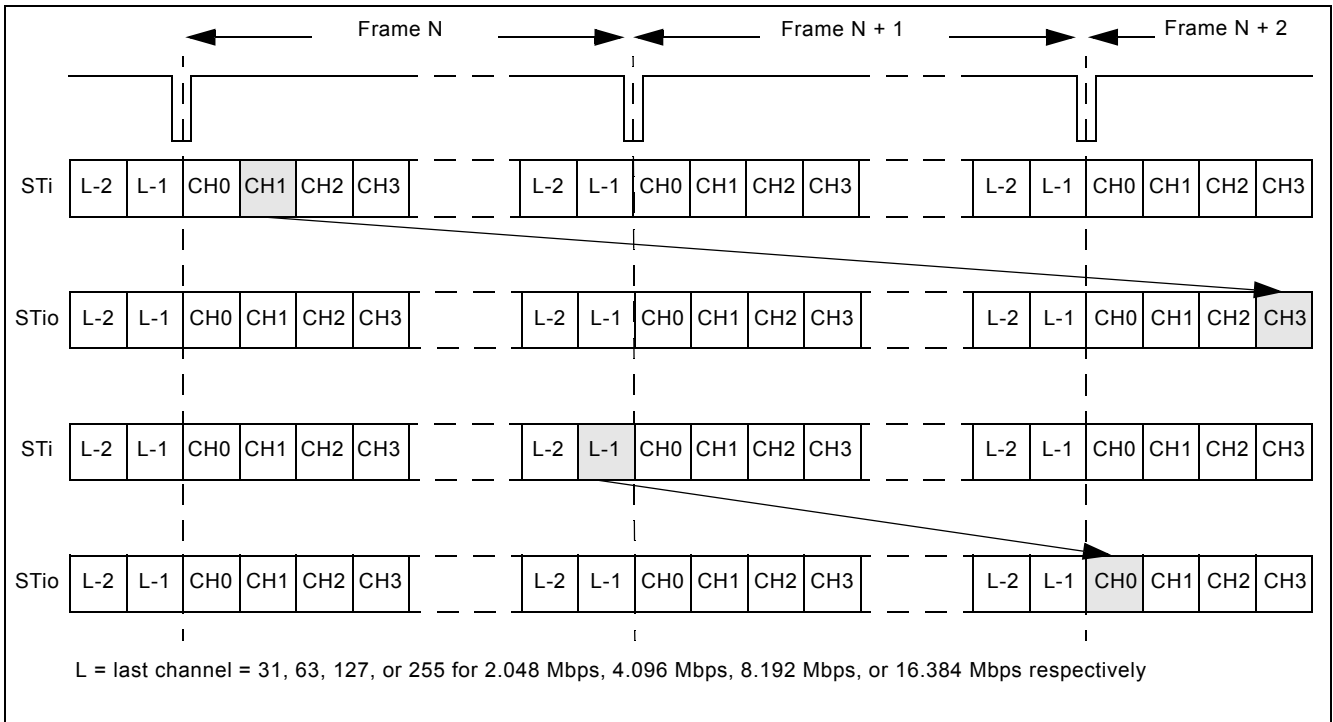 Frame N Frame N + 1 Frame N + 2
STi L-2 L-1 CH0 CH1 CH2 CH3 L-2 L-1 CH0 CH1 CH2 CH3 L-2 L-1 CH0 CH1 CH2 CH3
STio L-2 L-1 CH0 CH1 CH2 CH3 L-2 L-1 CH0 CH1 CH2 CH3 L-2 L-1 CH0 CH1 CH2 CH3
STi L-2 L-1 CH0 CH1 CH2 CH3 L-2 L-1 CH0 CH1 CH2 CH3 L-2 L-1 CH0 CH1 CH2 CH3
STio L-2 L-1 CH0 CH1 CH2 CH3 L-2 L-1 CH0 CH1 CH2 CH3 L-2 L-1 CH0 CH1 CH2 CH3
L = last channel = 31, 63, 127, or 255 for 2.048 Mbps, 4.096 Mbps, 8.192 Mbps, or 16.384 Mbps respectively